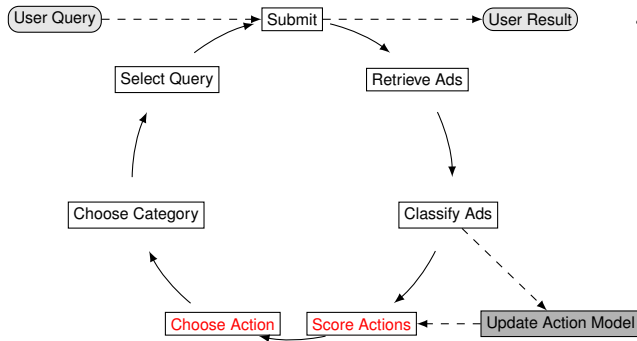 User Query
Submit
User Result
Select Query
Retrieve Ads
Choose Category
Classify Ads
Choose Action
Score Actions
Update Action Model